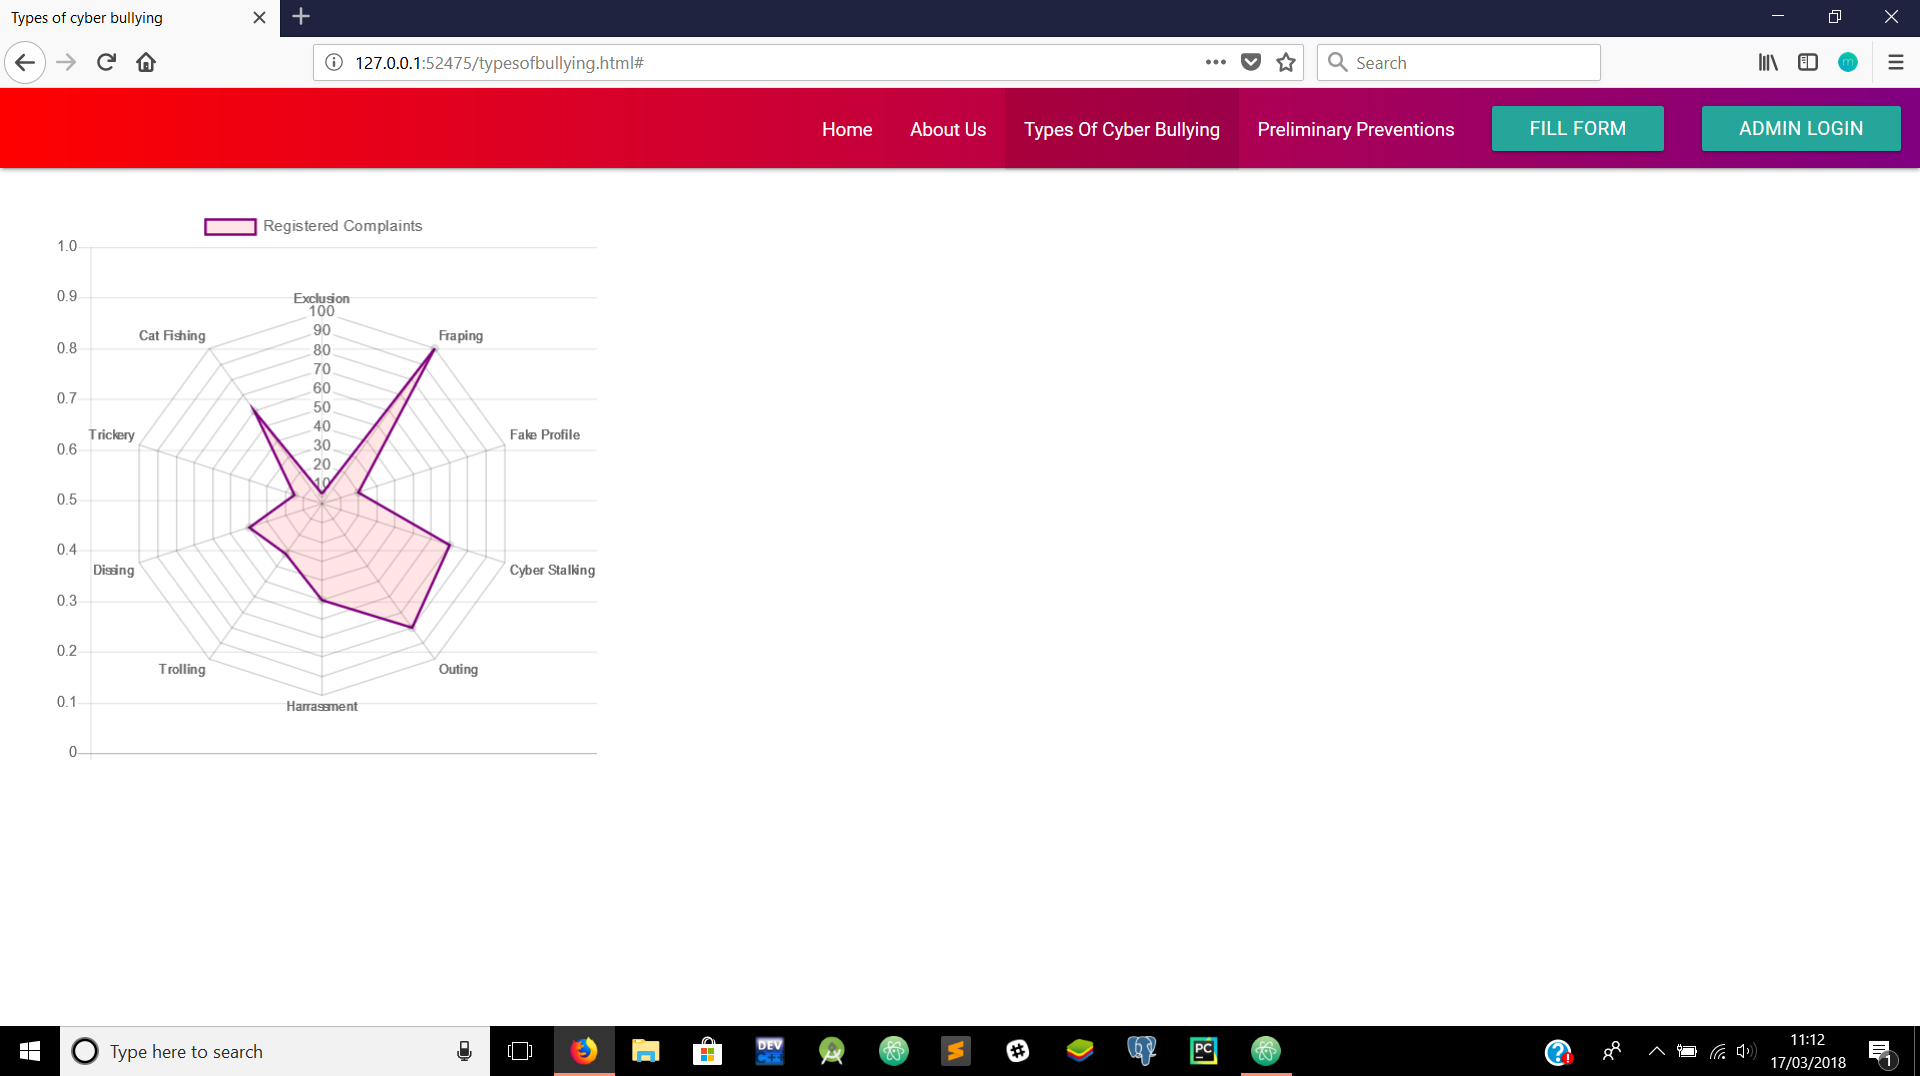 Types of cyber bullying
127.0.0.1:52475/typesofbullying.html#
Search
Home
About Us
Types Of Cyber Bullying
Preliminary Preventions
FILL FORM
ADMIN LOGIN
Registered Complaints
1.0
0.9
0.8
0.7
0.6
0.5
0.4
0.3
0.2
0.1
0
Exclusion
100
90
80
70
60
50
40
30
20
10
Fraping
Fake Profile
Cyber Stalking
Outing
Harrassment
Trolling
Dissing
Trickery
Cat Fishing
Type here to search
DEV
C++
PC
m
11:12
17/03/2018
1